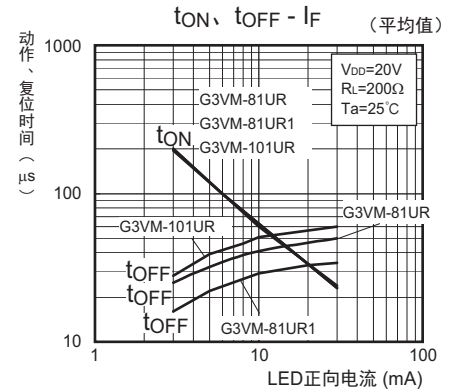 tON、tOFF - IF
（平均值）
动作、复位时间（μs）
1000
100
10
VDD=20V
RL=200Ω
Ta=25℃
G3VM-81UR
G3VM-81UR1
G3VM-101UR
tON
G3VM-81UR
G3VM-101UR
tOFF
tOFF
tOFF
G3VM-81UR1
1
10
100
LED正向电流 (mA)